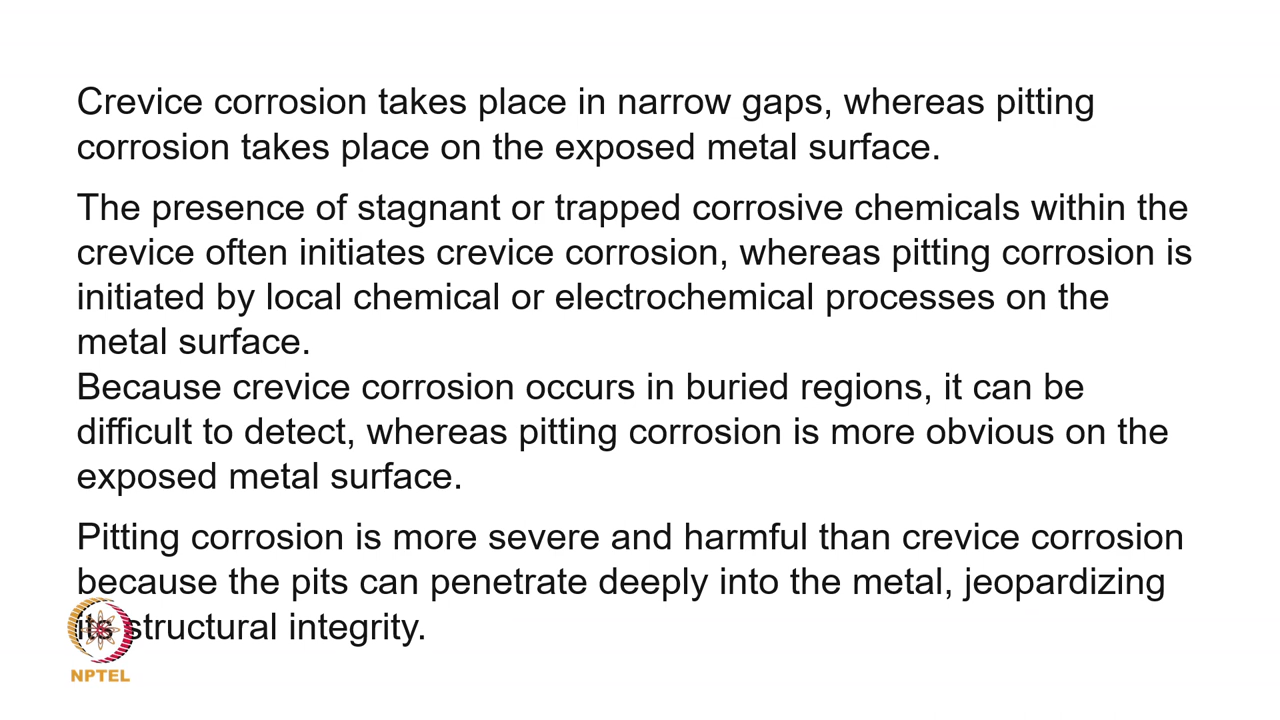 Crevice corrosion takes place in narrow gaps, whereas pitting
corrosion takes place on the exposed metal surface.
The presence of stagnant or trapped corrosive chemicals within the
crevice often initiates crevice corrosion, whereas pitting corrosion is
initiated by local chemical or electrochemical processes on the
metal surface.
Because crevice corrosion occurs in buried regions, it can be
difficult to detect, whereas pitting corrosion is more obvious on the
exposed metal surface.
Pitting corrosion is more severe and harmful than crevice corrosion
because the pits can penetrate deeply into the metal, jeopardizing
its structural integrity.
NPTEL